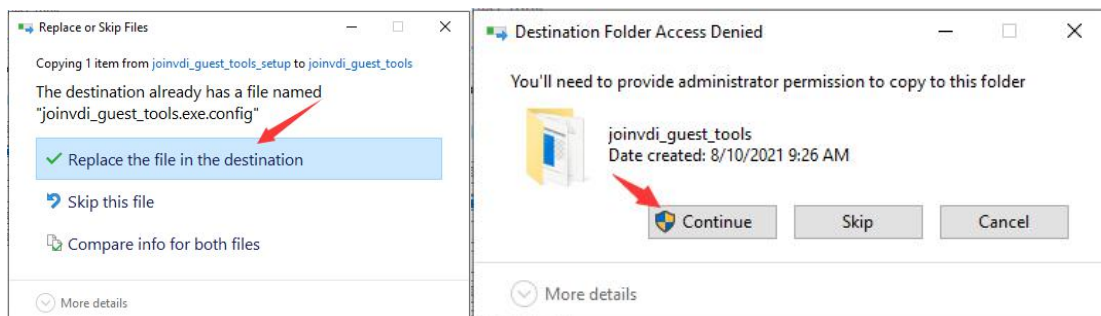 Replace or Skip Files
Copying 1 item from joinvdi_guest_tools_setup to joinvdi_guest_tools
The destination already has a file named
"joinvdi_guest_tools.exe.config"
Replace the file in the destination
Skip this file
Compare info for both files
More details
Destination Folder Access Denied
You'll need to provide administrator permission to copy to this folder
joinvdi_guest_tools
Date created: 8/10/2021 9:26 AM
Continue Skip Cancel
More details